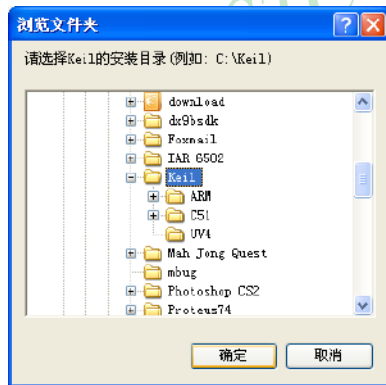 浏览文件夹
请选择Keil的安装目录(例如: C:\Keil)
download
dx9bsdk
Foxmail
IAR 6502
Keil
ARM
C51
UV4
Mah Jong Quest
mbug
Photoshop CS2
Proteus74
确定 取消